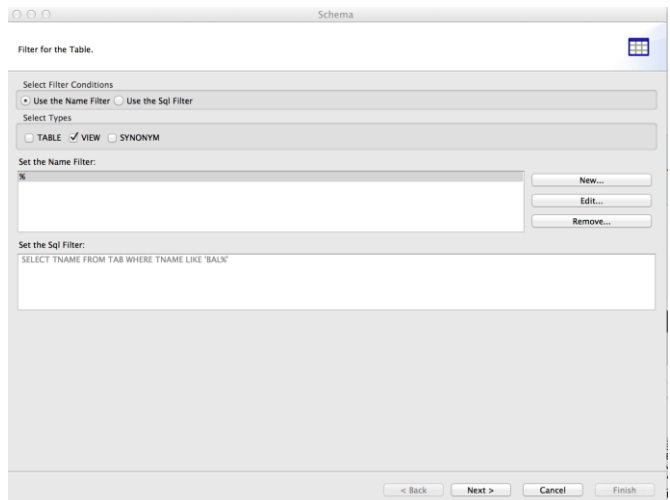 Schema
Filter for the Table.
Select Filter Conditions
Use the Name Filter Use the Sql Filter
Select Types
TABLE VIEW SYNONYM
Set the Name Filter:
%
New...
Edit...
Remove...
Set the Sql Filter:
SELECT TNAME FROM TAB WHERE TNAME LIKE 'BAL%'
< Back Next > Cancel Finish